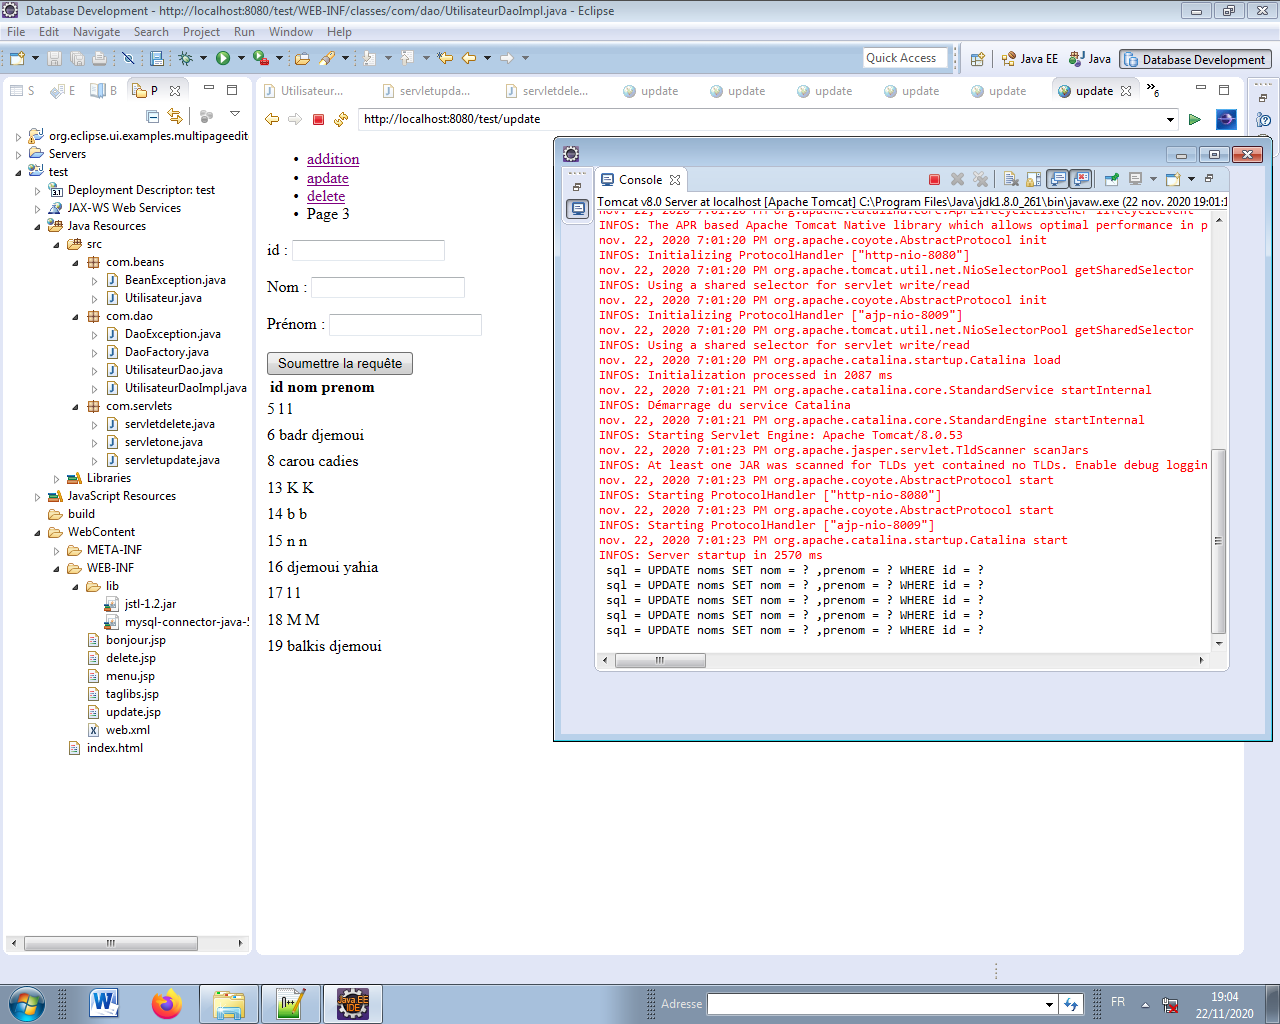 Database Development - http://localhost:8080/test/WEB-INF/classes/com/dao/UtilisateurDaoImpl.java - Eclipse
File Edit Navigate Search Project Run Window Help
Quick Access
Java EE
Java
Database Development
S E B P
org.eclipse.ui.examples.multipageedit
Servers
test
Deployment Descriptor: test
JAX-WS Web Services
Java Resources
src
com.beans
BeanException.java
Utilisateur.java
com.dao
DaoException.java
DaoFactory.java
UtilisateurDao.java
UtilisateurDaoImpl.java
com.servlets
servletdelete.java
servletone.java
servletupdate.java
Libraries
JavaScript Resources
build
WebContent
META-INF
WEB-INF
lib
jstl-1.2.jar
mysql-connector-java-5
bonjour.jsp
delete.jsp
menu.jsp
taglibs.jsp
update.jsp
web.xml
index.html
Utilisateur... servletupda... servletdele... update update update update update update »6
http://localhost:8080/test/update
• addition
• apdate
• delete
• Page 3
id :
Nom :
Prénom :
Soumettre la requête
id nom prenom
5 l l
6 badr djemoui
8 carou cadies
13 K K
14 b b
15 n n
16 djemoui yahia
17 l l
18 M M
19 balkis djemoui
Console
Tomcat v8.0 Server at localhost [Apache Tomcat] C:\Program Files\Java\jdk1.8.0_261\bin\javaw.exe (22 nov. 2020 19:01:1
nov. 22, 2020 7:01:20 PM org.apache.catalina.core.AprLifecycleListener lifecycleEvent
INFOS: The APR based Apache Tomcat Native library which allows optimal performance in p
nov. 22, 2020 7:01:20 PM org.apache.coyote.AbstractProtocol init
INFOS: Initializing ProtocolHandler ["http-nio-8080"]
nov. 22, 2020 7:01:20 PM org.apache.tomcat.util.net.NioSelectorPool getSharedSelector
INFOS: Using a shared selector for servlet write/read
nov. 22, 2020 7:01:20 PM org.apache.coyote.AbstractProtocol init
INFOS: Initializing ProtocolHandler ["ajp-nio-8009"]
nov. 22, 2020 7:01:20 PM org.apache.tomcat.util.net.NioSelectorPool getSharedSelector
INFOS: Using a shared selector for servlet write/read
nov. 22, 2020 7:01:20 PM org.apache.catalina.startup.Catalina load
INFOS: Initialization processed in 2087 ms
nov. 22, 2020 7:01:21 PM org.apache.catalina.core.StandardService startInternal
INFOS: Démarrage du service Catalina
nov. 22, 2020 7:01:21 PM org.apache.catalina.core.StandardEngine startInternal
INFOS: Starting Servlet Engine: Apache Tomcat/8.0.53
nov. 22, 2020 7:01:23 PM org.apache.jasper.servlet.TldScanner scanJars
INFOS: At least one JAR was scanned for TLDs yet contained no TLDs. Enable debug loggin
nov. 22, 2020 7:01:23 PM org.apache.coyote.AbstractProtocol start
INFOS: Starting ProtocolHandler ["http-nio-8080"]
nov. 22, 2020 7:01:23 PM org.apache.coyote.AbstractProtocol start
INFOS: Starting ProtocolHandler ["ajp-nio-8009"]
nov. 22, 2020 7:01:23 PM org.apache.catalina.startup.Catalina start
INFOS: Server startup in 2570 ms
sql = UPDATE noms SET nom = ? ,prenom = ? WHERE id = ?
sql = UPDATE noms SET nom = ? ,prenom = ? WHERE id = ?
sql = UPDATE noms SET nom = ? ,prenom = ? WHERE id = ?
sql = UPDATE noms SET nom = ? ,prenom = ? WHERE id = ?
sql = UPDATE noms SET nom = ? ,prenom = ? WHERE id = ?
Java EE
IDE
Adresse
FR
19:04
22/11/2020